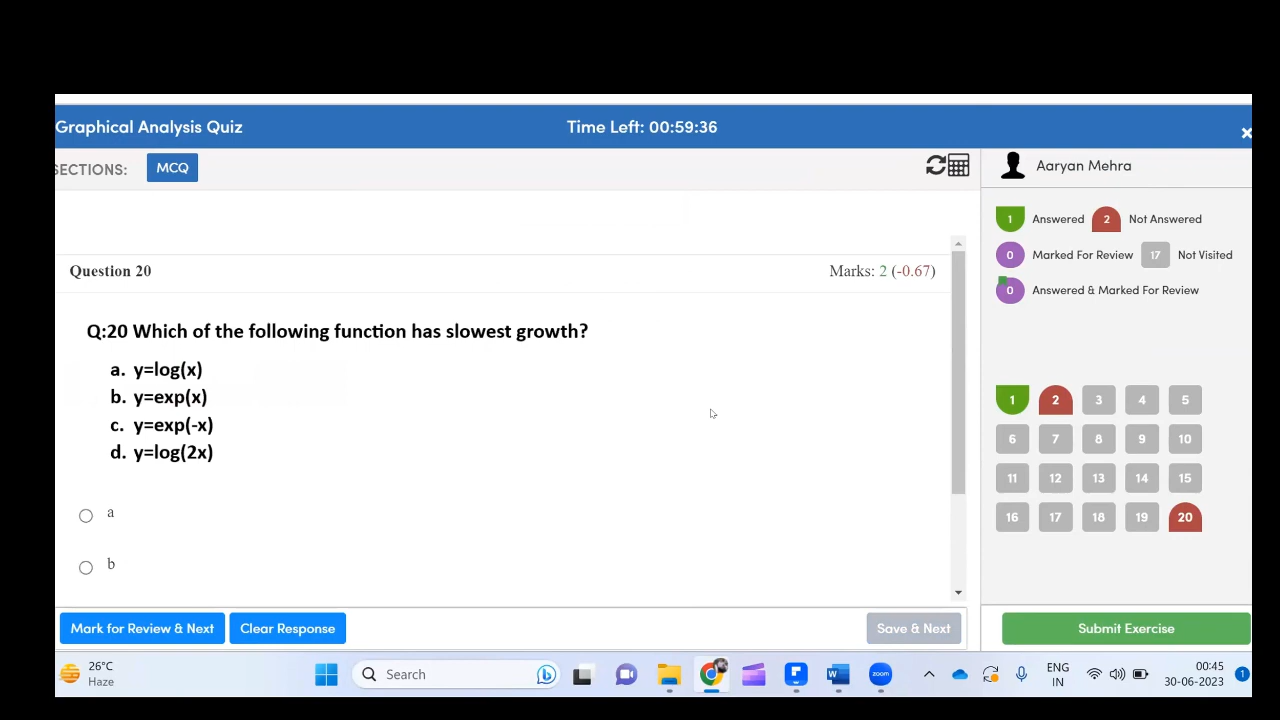 Graphical Analysis Quiz
Time Left: 00:59:36
×
SECTIONS:
MCQ
Aaryan Mehra
1 Answered 2 Not Answered
0 Marked For Review 17 Not Visited
0 Answered & Marked For Review
Question 20
Marks: 2 (-0.67)
Q:20 Which of the following function has slowest growth?
a. y=log(x)
b. y=exp(x)
c. y=exp(-x)
d. y=log(2x)
a
b
1 2 3 4 5
6 7 8 9 10
11 12 13 14 15
16 17 18 19 20
Mark for Review & Next
Clear Response
Save & Next
Submit Exercise
26°C
Haze
Search
W
zoom
ENG
IN
00:45
30-06-2023
1